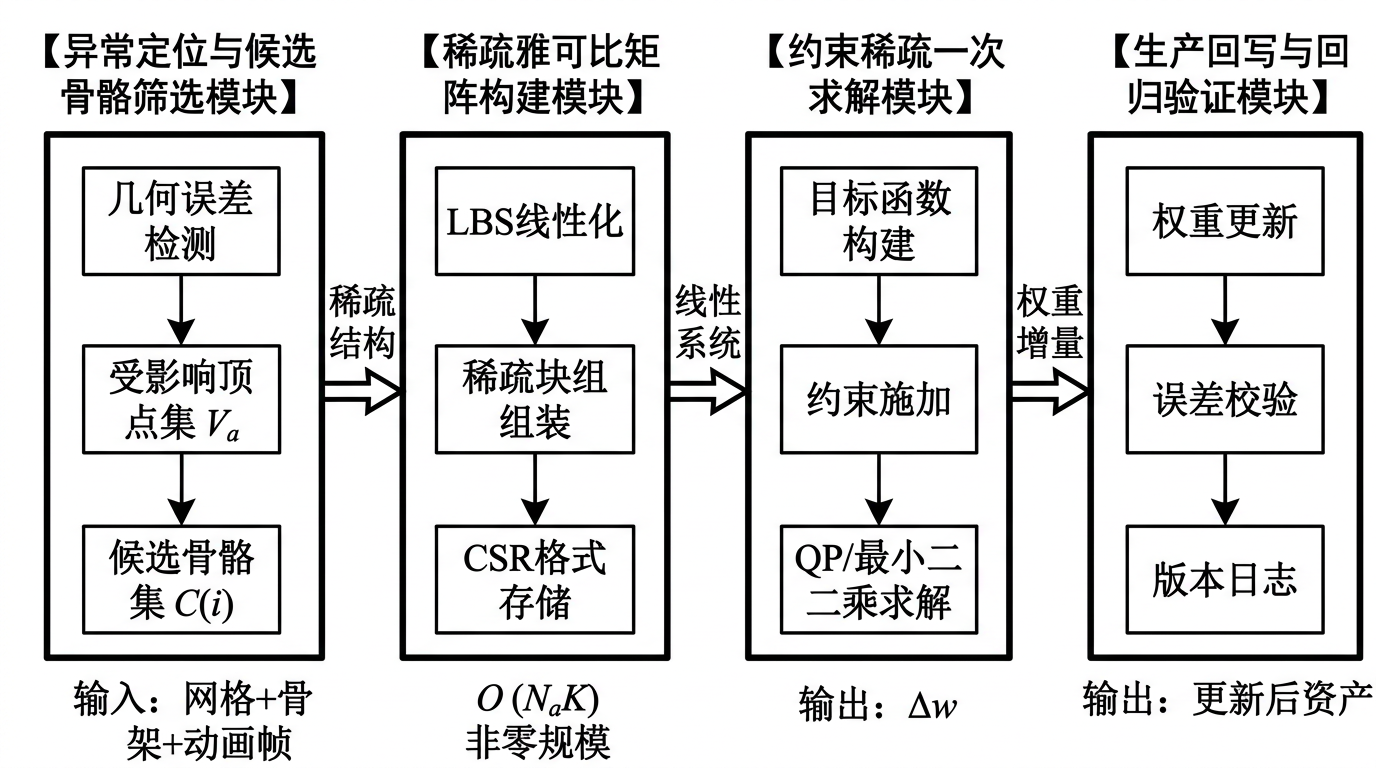 【异常定位与候选
骨骼筛选模块】
几何误差
检测
受影响顶
点集 Va
候选骨骼
集 C(i)
输入：网格+骨
架+动画帧
稀疏
结构
【稀疏雅可比矩
阵构建模块】
LBS线性化
稀疏块组
组装
CSR格式
存储
O (NaK)
非零规模
线性
系统
【约束稀疏一次
求解模块】
目标函数
构建
约束施加
QP/最小二
二乘求解
输出：Δw
权重
增量
【生产回写与回
归验证模块】
权重更新
误差校验
版本日志
输出：更新后资产